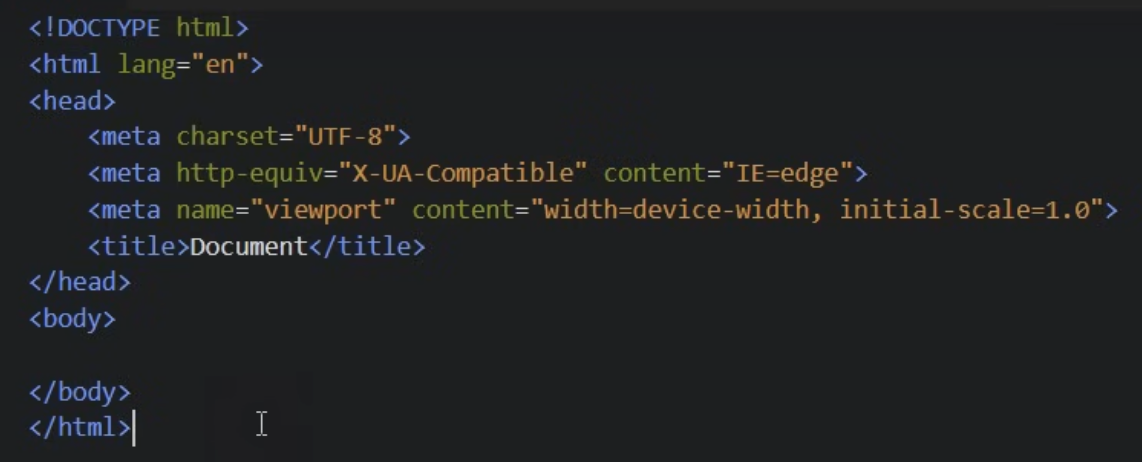 <!DOCTYPE html>
<html lang="en">
<head>
    <meta charset="UTF-8">
    <meta http-equiv="X-UA-Compatible" content="IE=edge">
    <meta name="viewport" content="width=device-width, initial-scale=1.0">
    <title>Document</title>
</head>
<body>

</body>
</html>